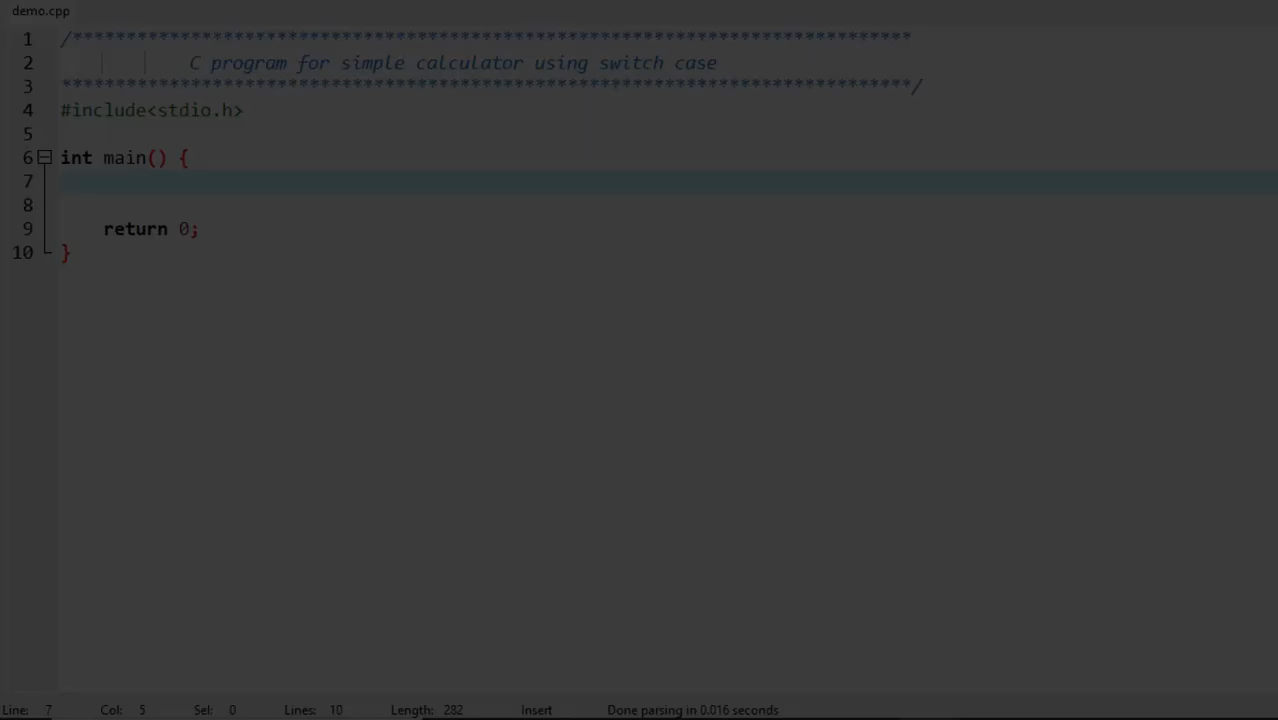 demo.cpp
1 /******************************************************************************
2 C program for simple calculator using switch case
3 *******************************************************************************/
4 #include<stdio.h>
5
6 int main() {
7
8
9 return 0;
10 }
Line: 7 Col: 5 Sel: 0 Lines: 10 Length: 282 Insert Done parsing in 0.016 seconds